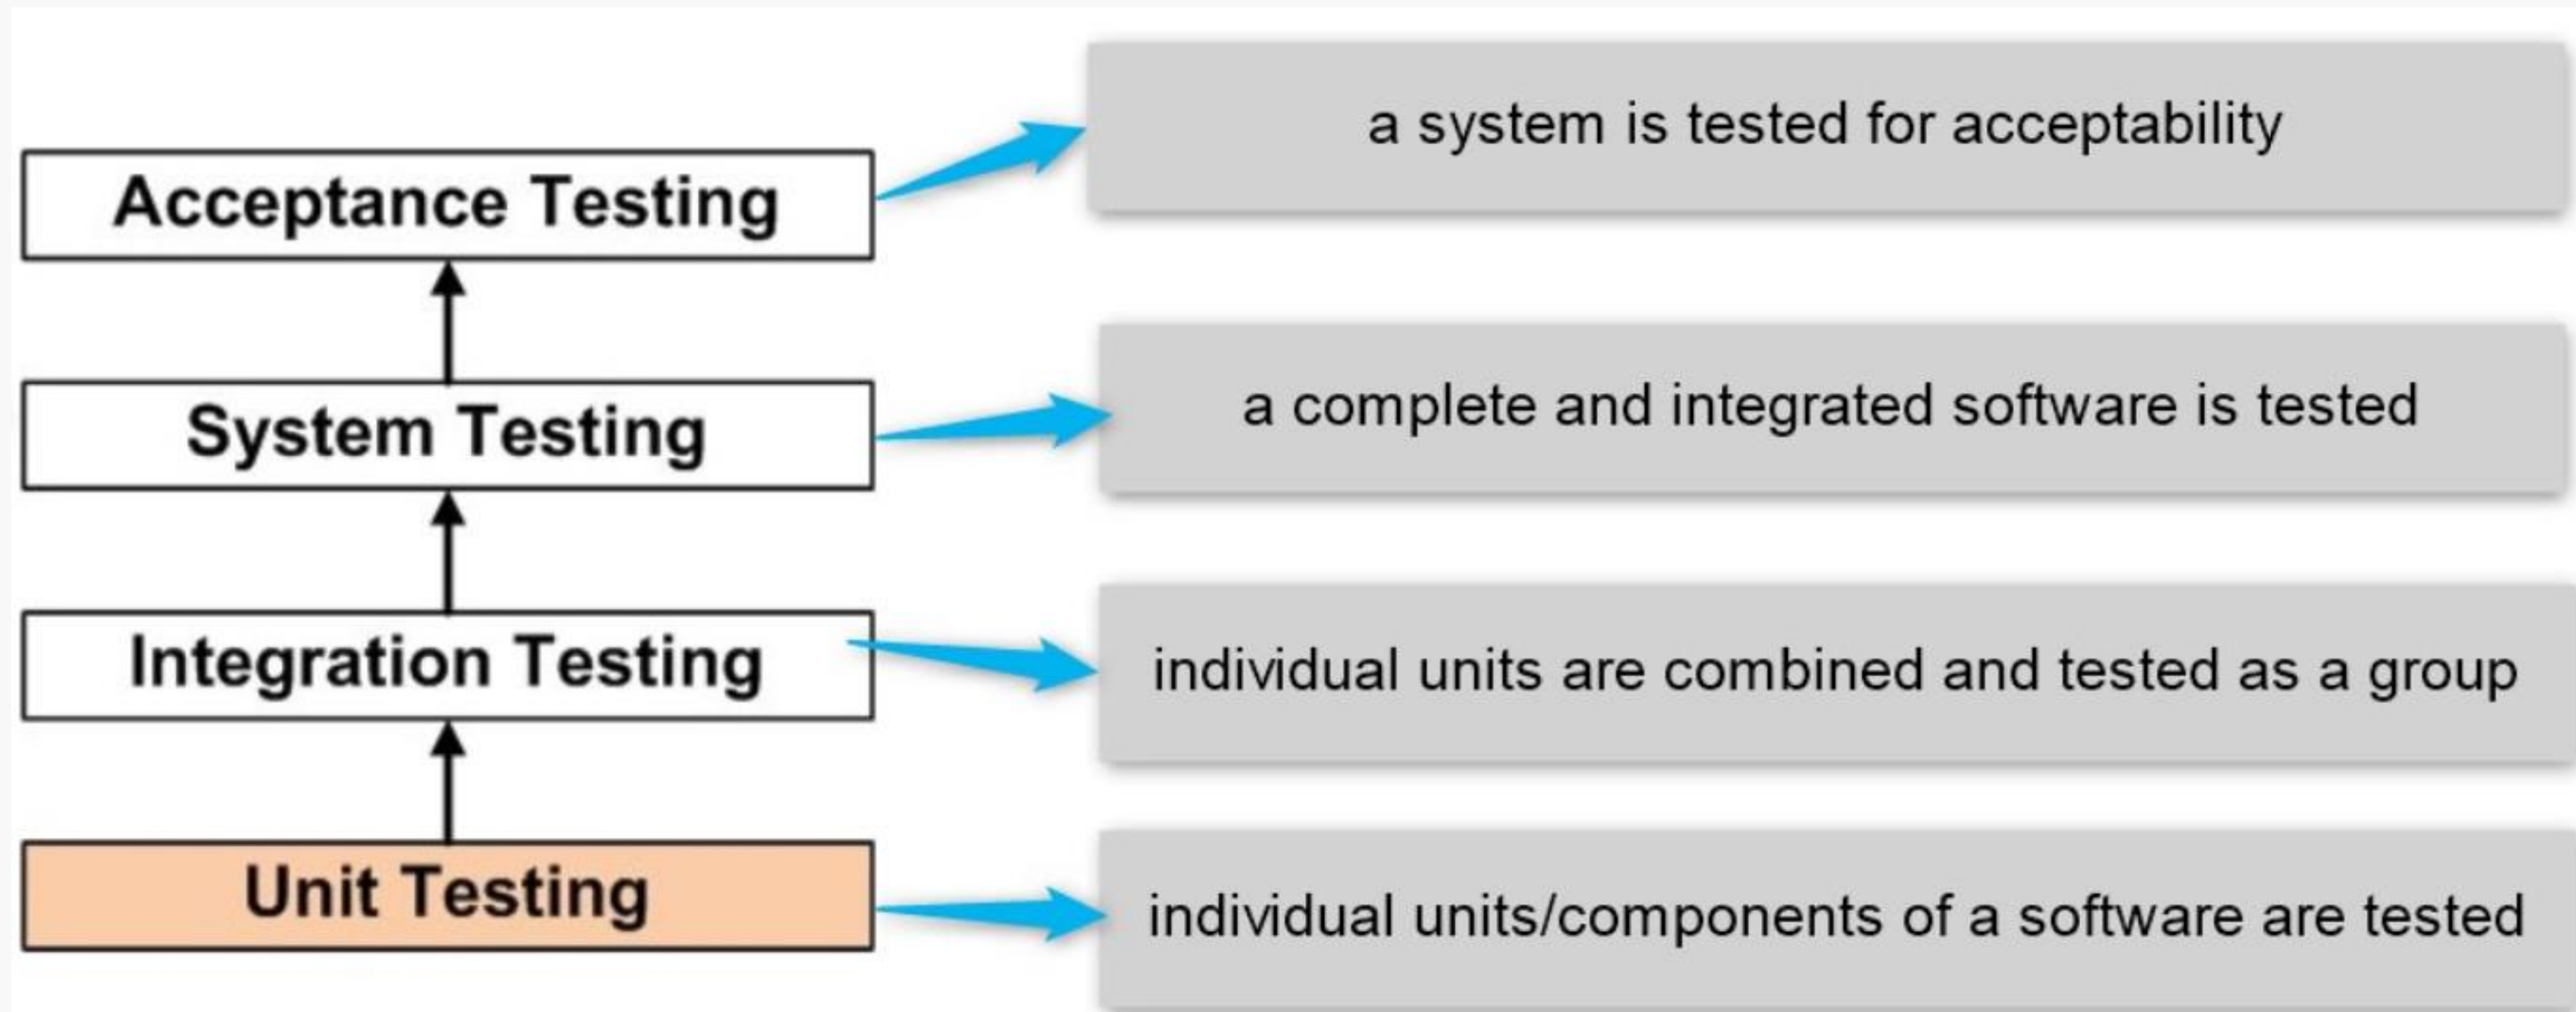 Acceptance Testing
a system is tested for acceptability
System Testing
a complete and integrated software is tested
Integration Testing
individual units are combined and tested as a group
Unit Testing
individual units/components of a software are tested